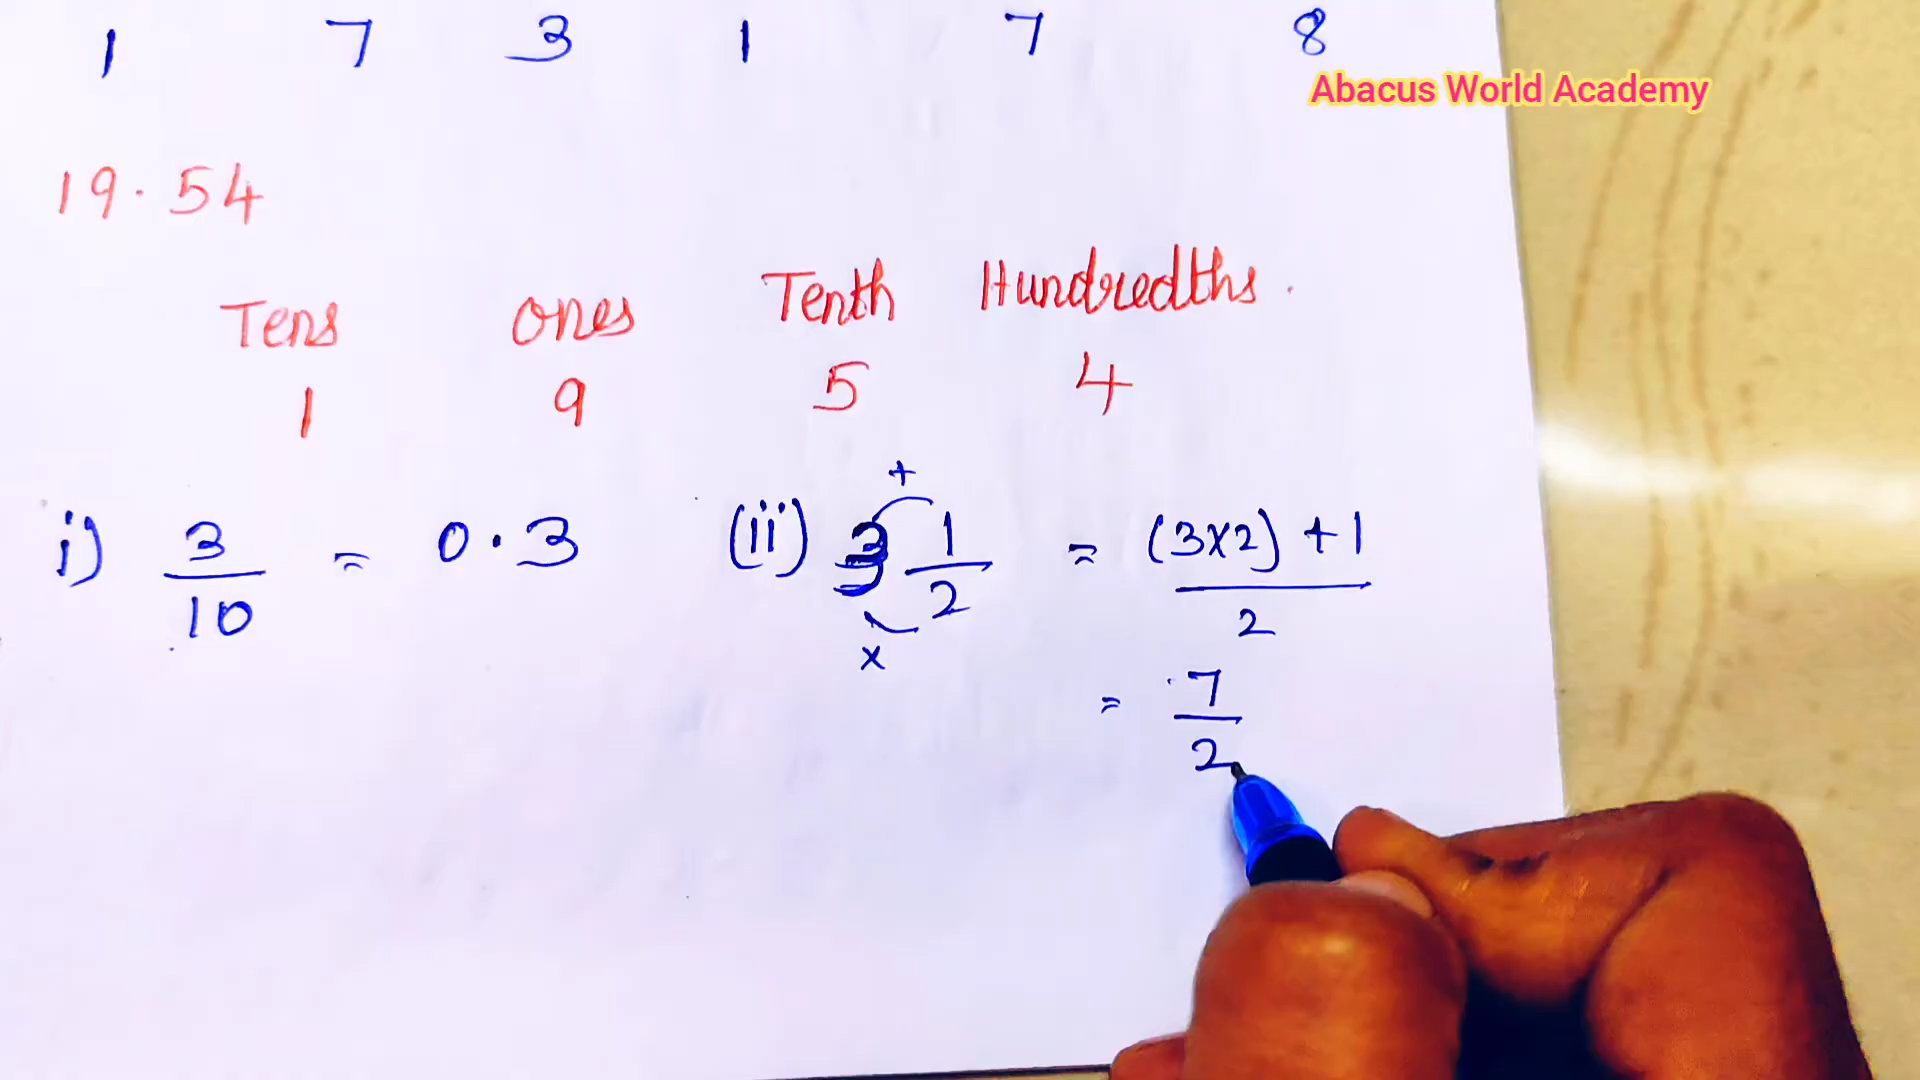 1 7 3 1 7 8
Abacus World Academy
19.54
Tens Ones Tenth Hundredths.
1 9 5 4
i) 3/10 = 0.3 (ii) 3 1/2 = (3x2) + 1 / 2
+
x
= 7/2